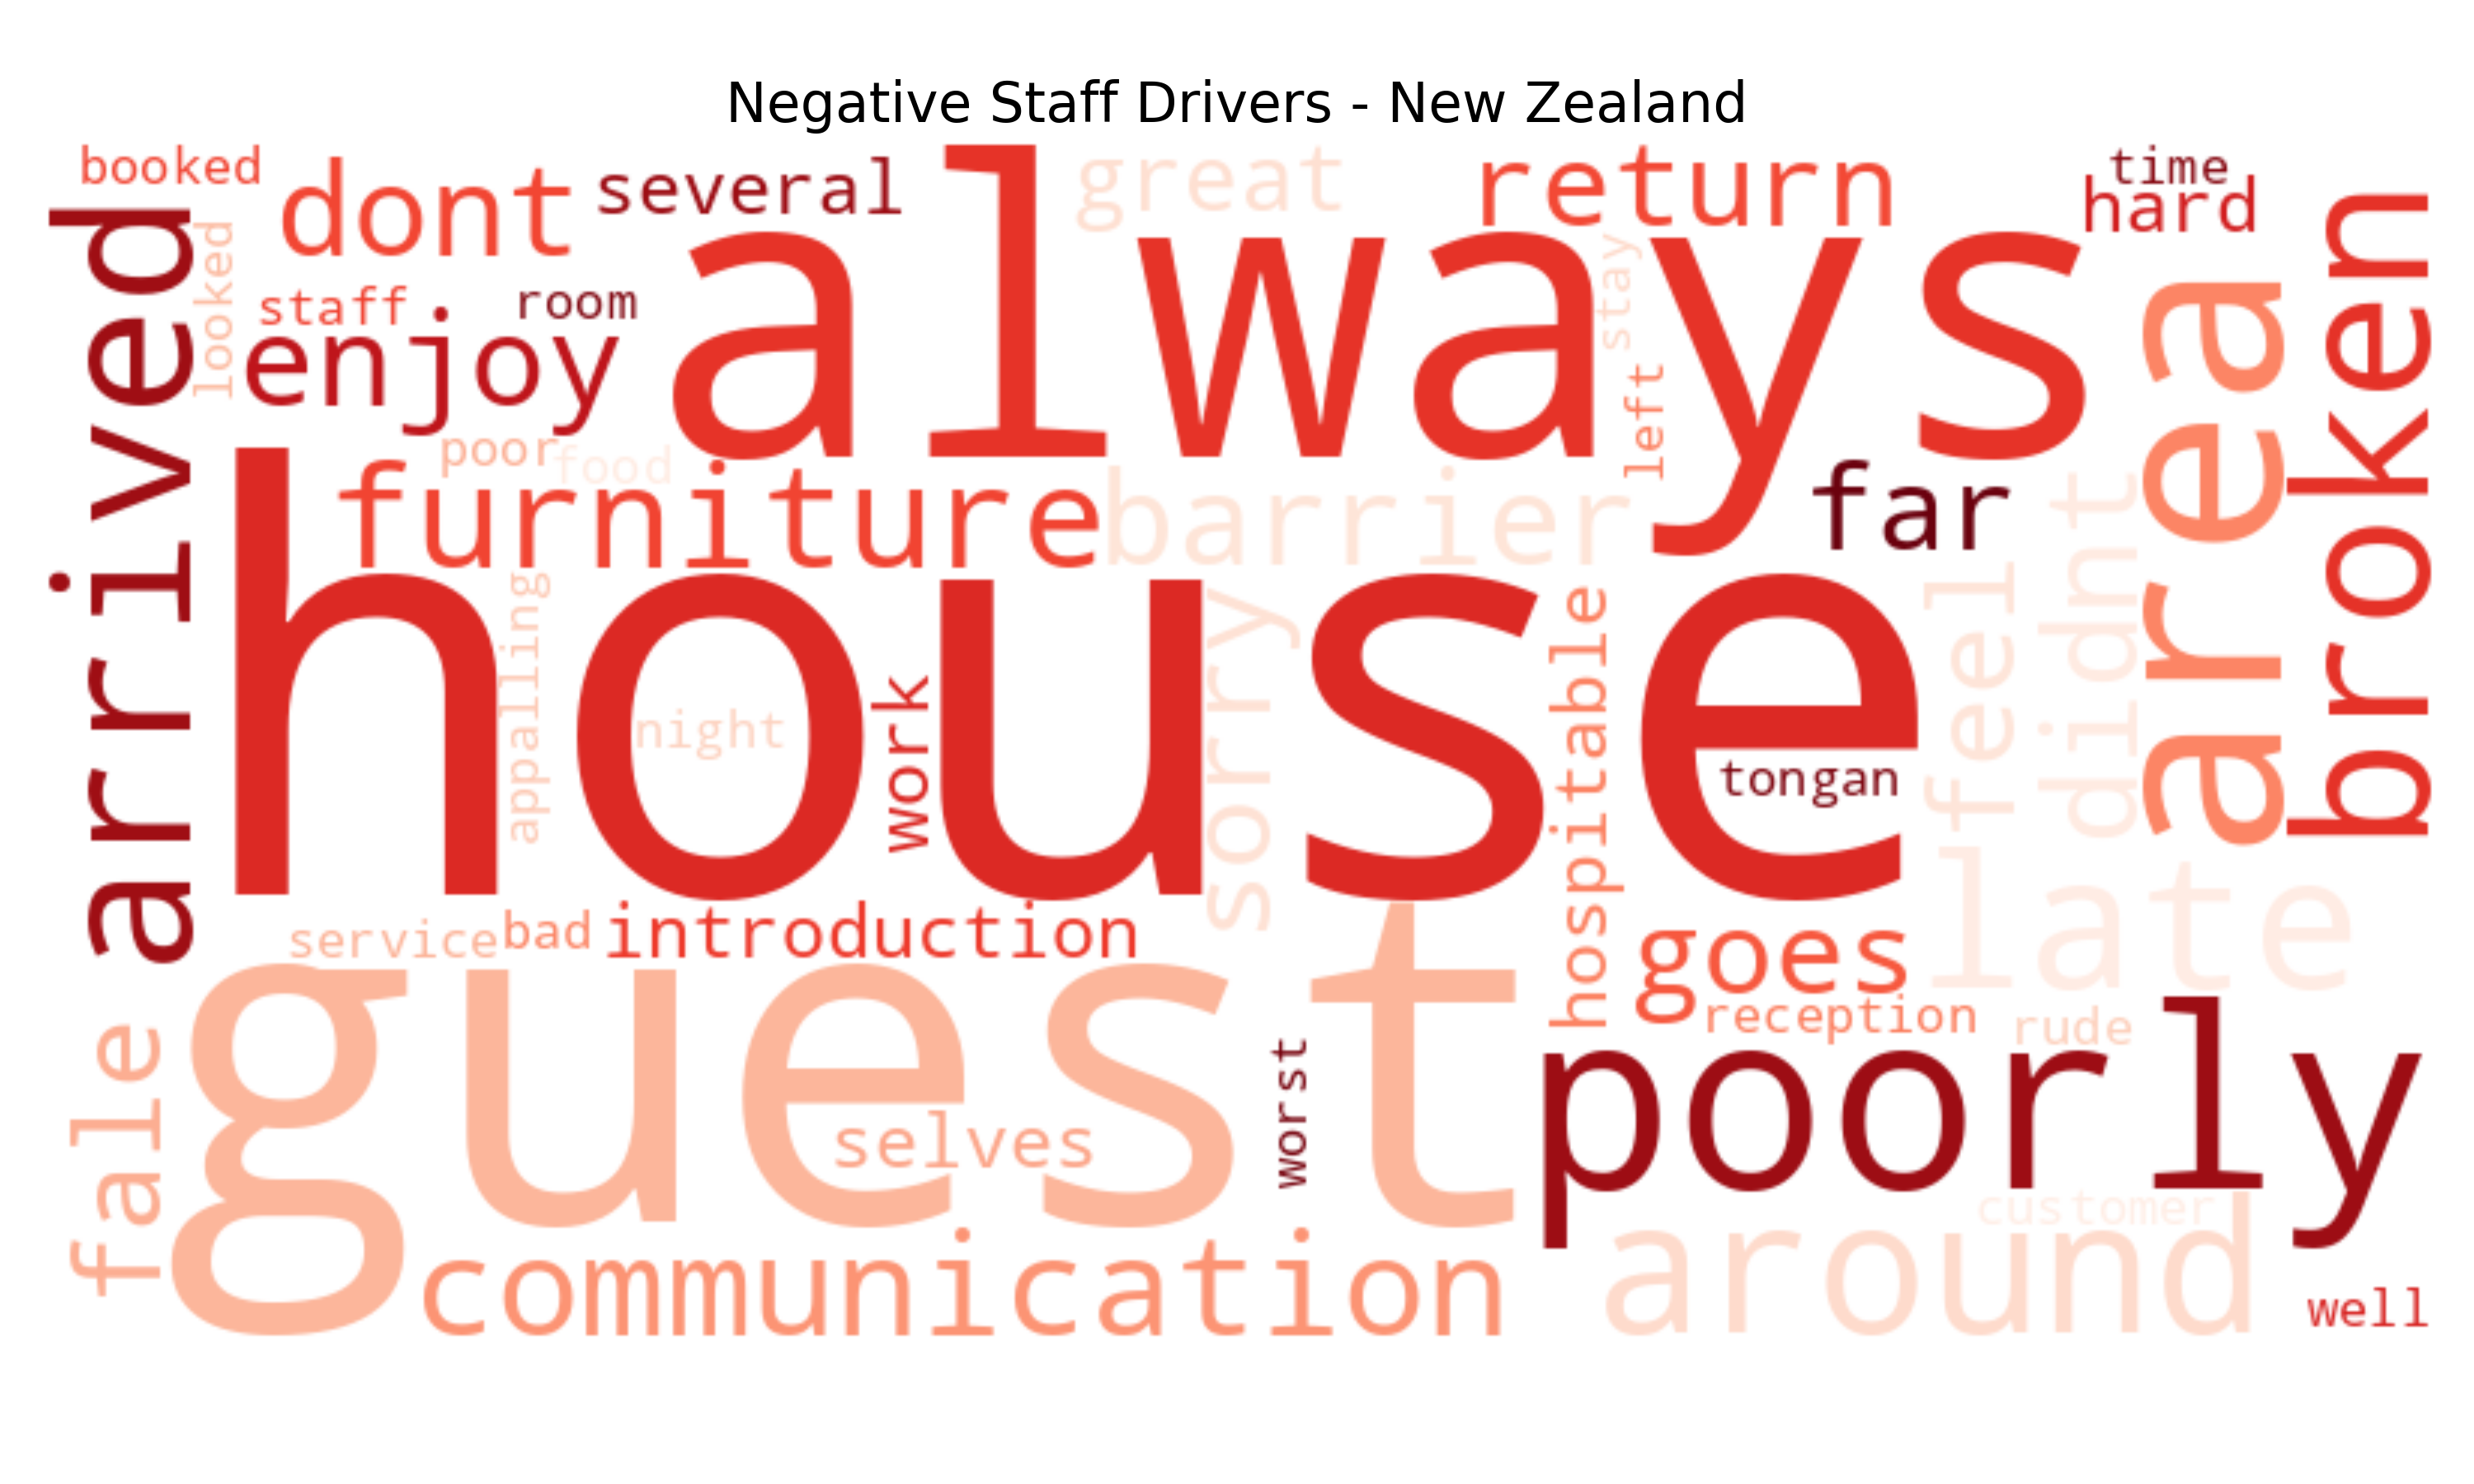 Negative Staff Drivers - New Zealand
booked
dont
several
always
great
return
time
hard
arrived
looked
staff
room
enjoy
stay
left
area
broken
poor
food
furniture
barrier
far
didnt
feel
house
appalling
night
work
sorry
hospitable
tongan
late
service
bad
introduction
goes
reception
rude
guest
fale
selves
worst
poorly
customer
communication
around
well